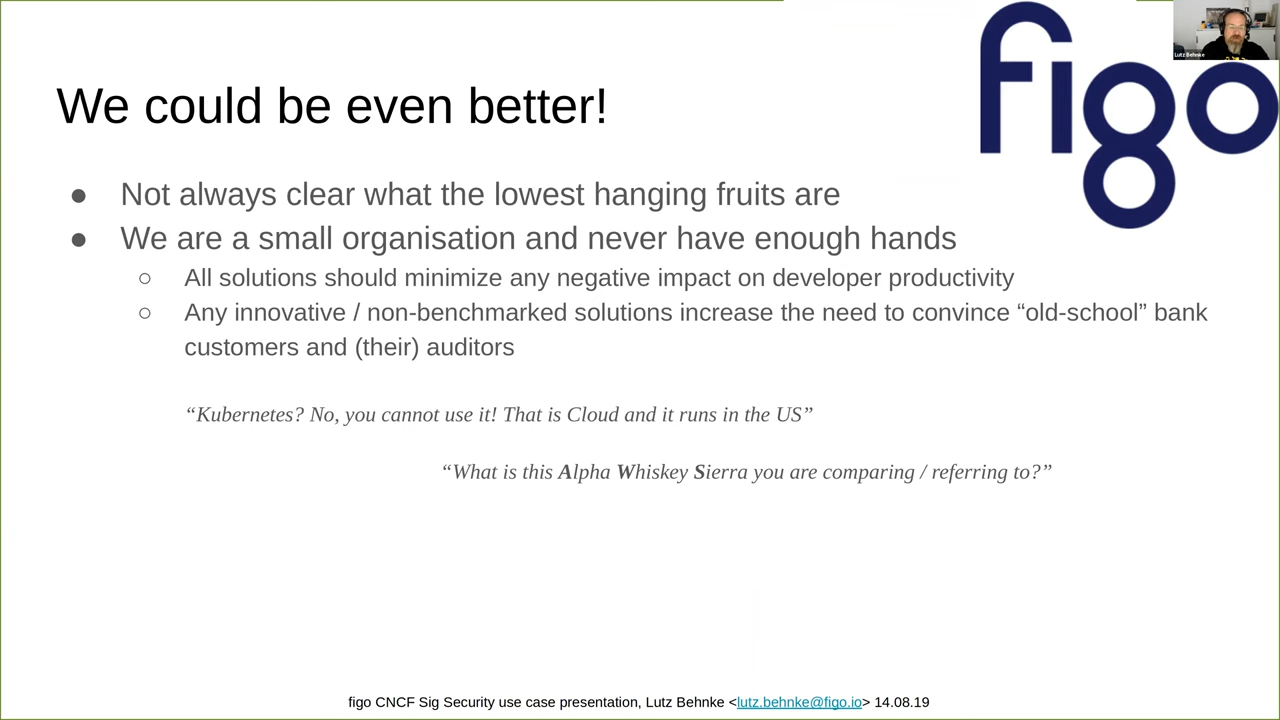 figo
Lutz Behnke
We could be even better!
● Not always clear what the lowest hanging fruits are
● We are a small organisation and never have enough hands
○ All solutions should minimize any negative impact on developer productivity
○ Any innovative / non-benchmarked solutions increase the need to convince “old-school” bank
customers and (their) auditors
“Kubernetes? No, you cannot use it! That is Cloud and it runs in the US”
“What is this Alpha Whiskey Sierra you are comparing / referring to?”
figo CNCF Sig Security use case presentation, Lutz Behnke <lutz.behnke@figo.io> 14.08.19